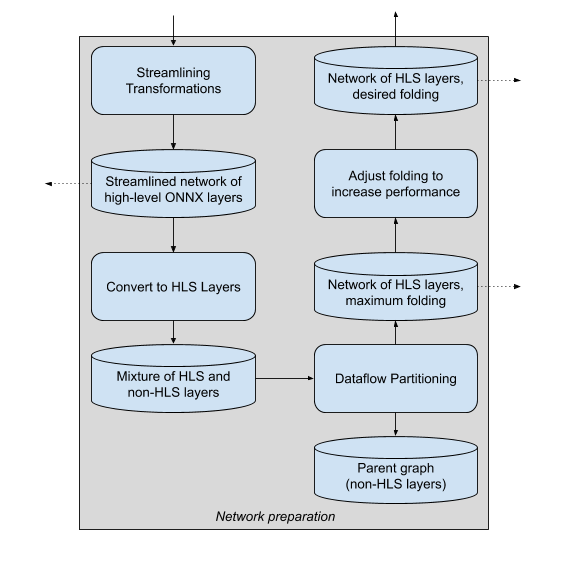 Streamlining
Transformations
Streamlined network of
high-level ONNX layers
Convert to HLS Layers
Mixture of HLS and
non-HLS layers
Network of HLS layers,
desired folding
Adjust folding to
increase performance
Network of HLS layers,
maximum folding
Dataflow Partitioning
Parent graph
(non-HLS layers)
Network preparation